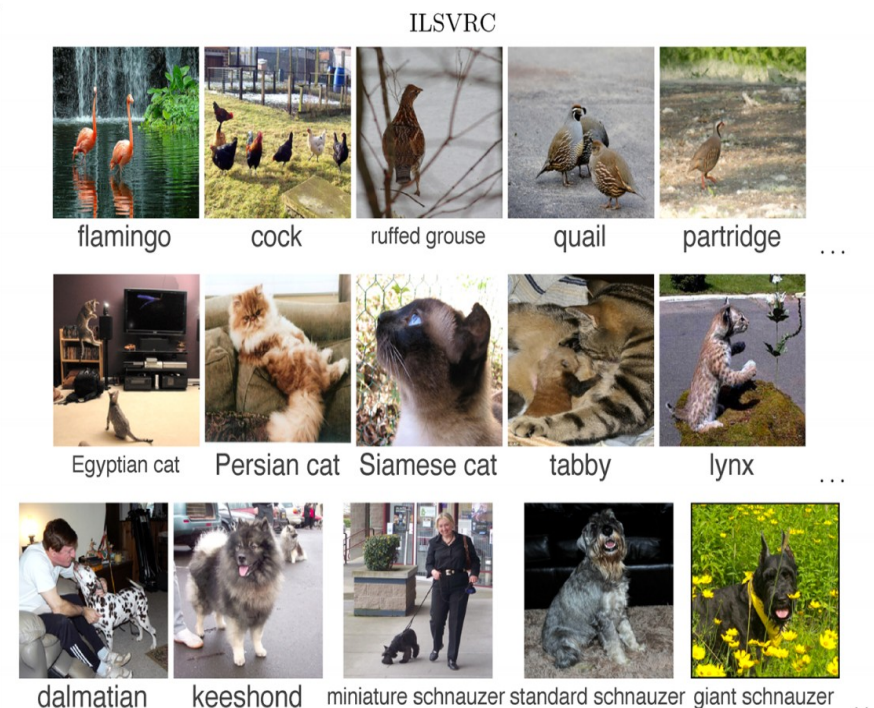 ILSVRC
flamingo cock ruffed grouse quail partridge ...
Egyptian cat Persian cat Siamese cat tabby lynx ...
dalmatian keeshond miniature schnauzer standard schnauzer giant schnauzer ...